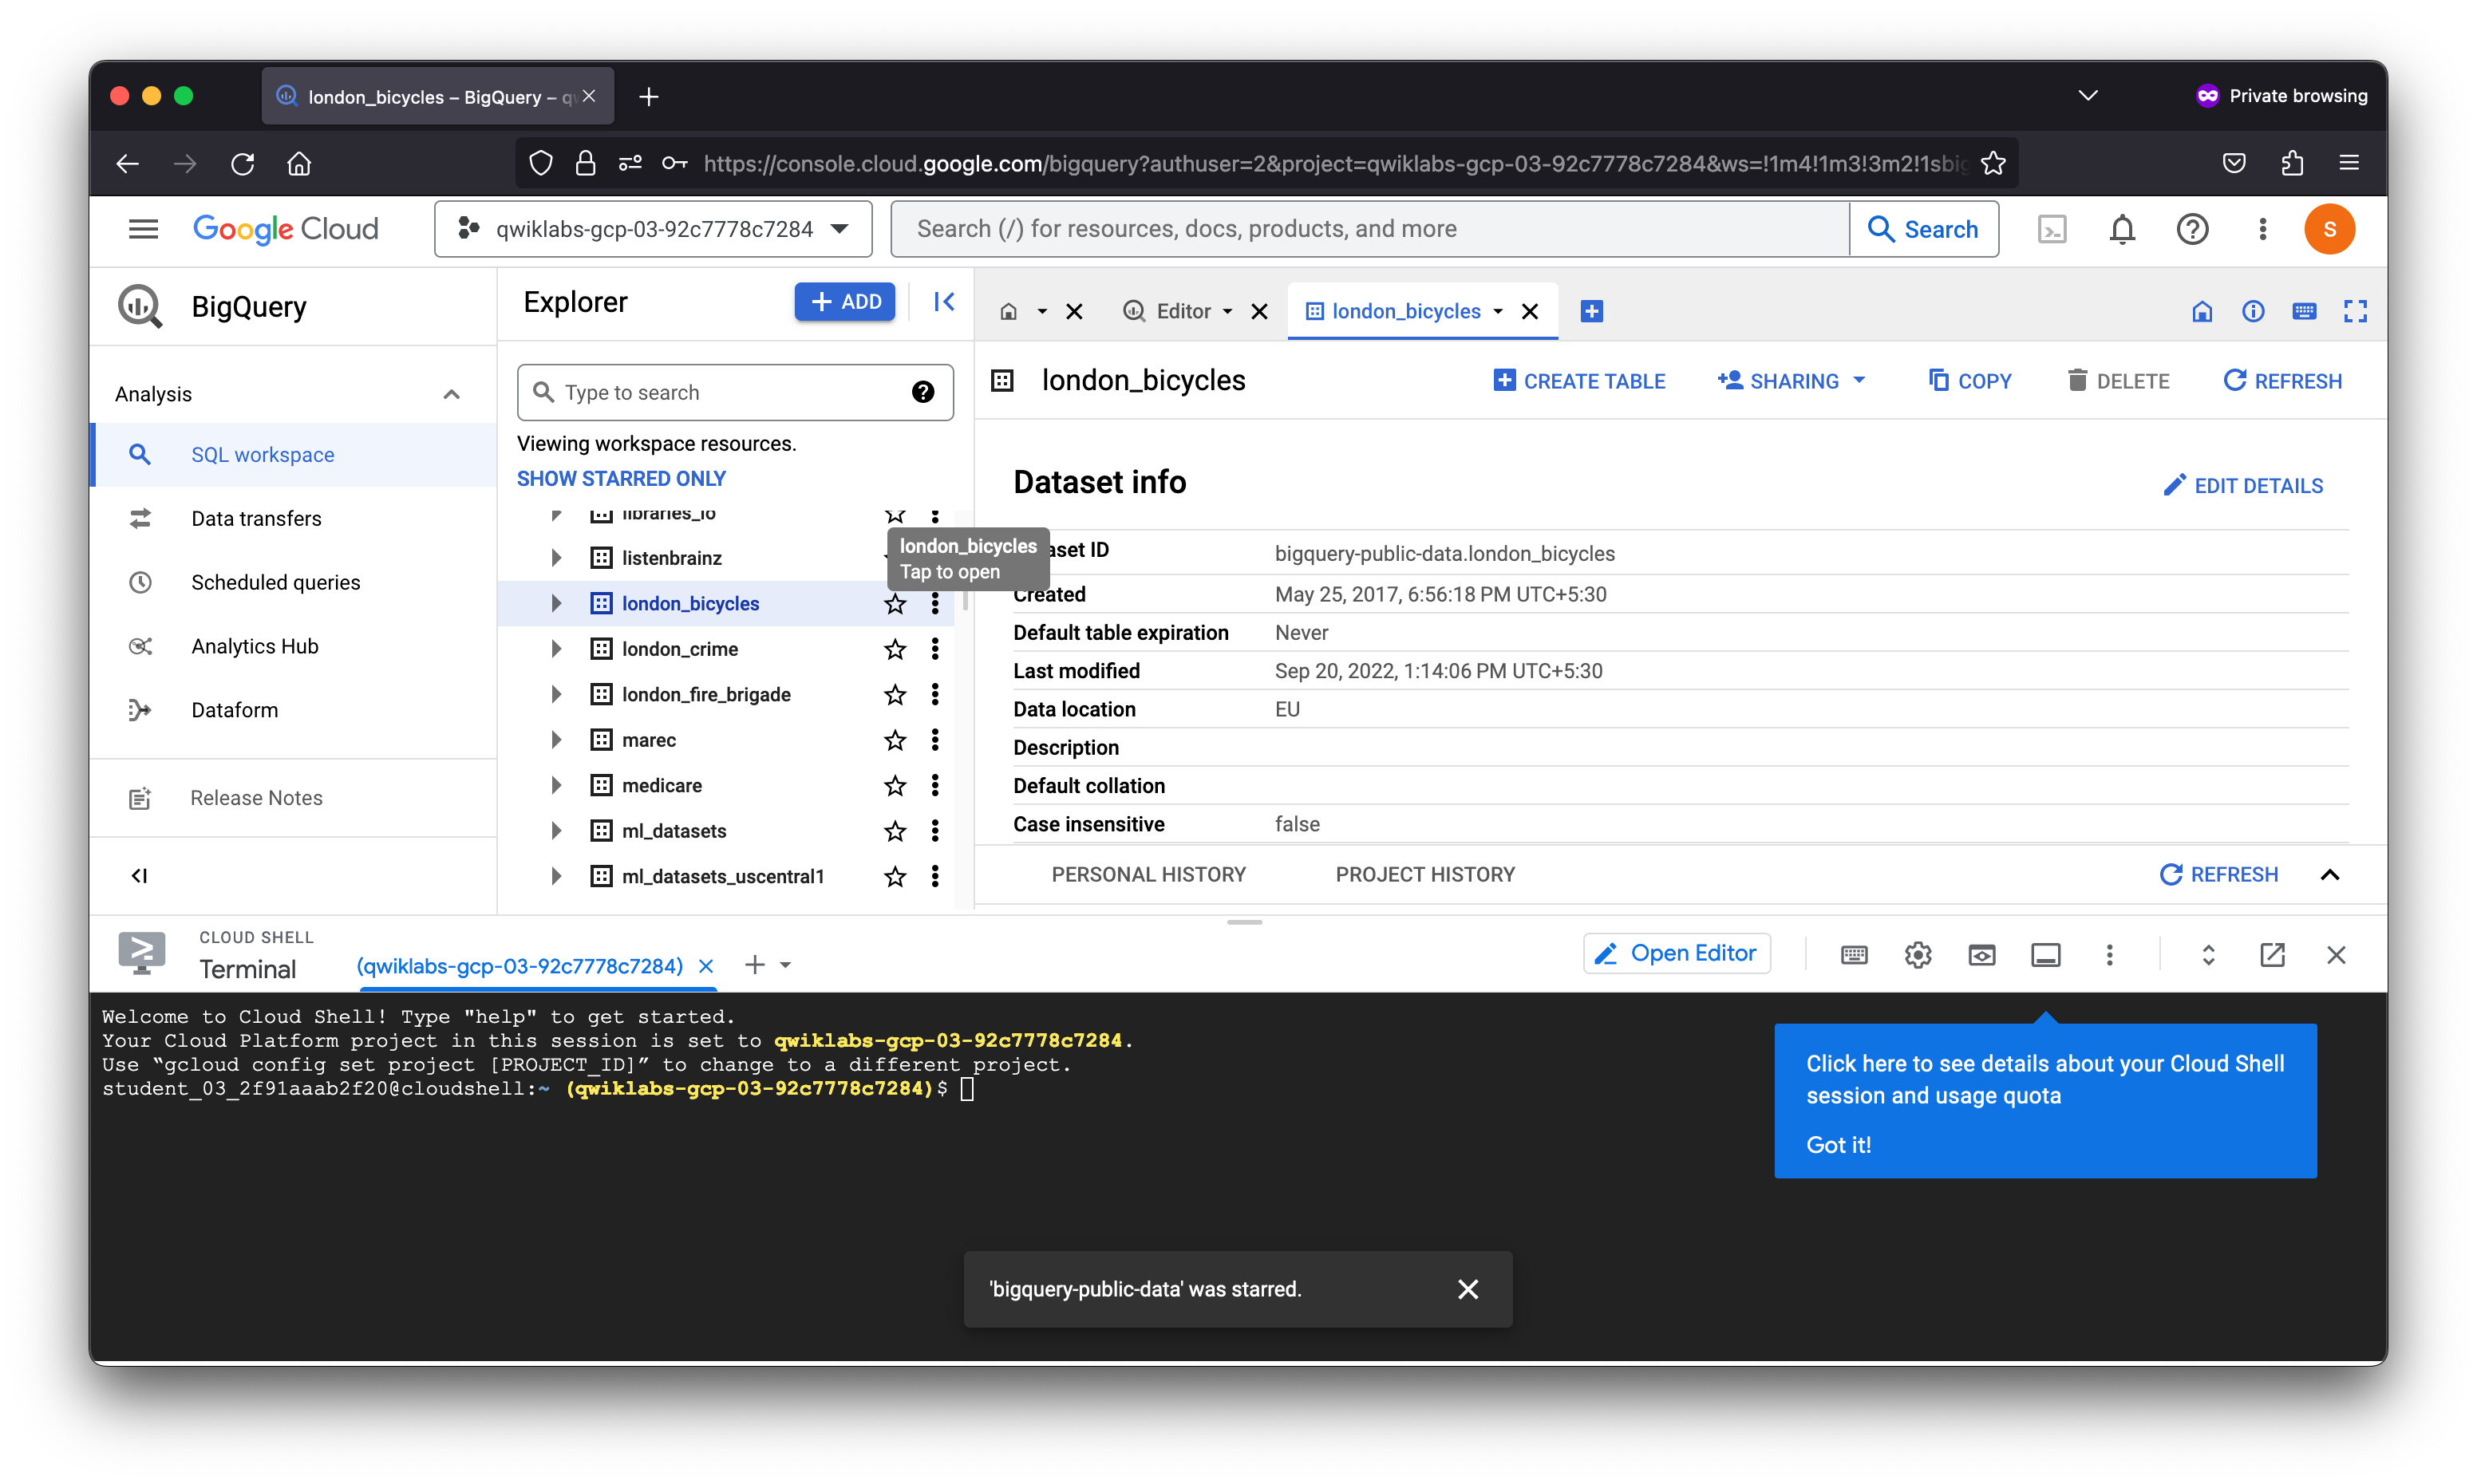 london_bicycles – BigQuery – q
Private browsing
https://console.cloud.google.com/bigquery?authuser=2&project=qwiklabs-gcp-03-92c7778c7284&ws=!1m4!1m3!3m2!1sbig
Google Cloud
qwiklabs-gcp-03-92c7778c7284
Search (/) for resources, docs, products, and more
Search
S
BigQuery
Analysis
SQL workspace
Data transfers
Scheduled queries
Analytics Hub
Dataform
Release Notes
Explorer
ADD
Type to search
Viewing workspace resources.
SHOW STARRED ONLY
libraries_io
listenbrainz
london_bicycles
london_crime
london_fire_brigade
marec
medicare
ml_datasets
ml_datasets_uscentral1
london_bicycles
Tap to open
Editor
london_bicycles
london_bicycles
CREATE TABLE
SHARING
COPY
DELETE
REFRESH
Dataset info
EDIT DETAILS
aset ID bigquery-public-data.london_bicycles
Created May 25, 2017, 6:56:18 PM UTC+5:30
Default table expiration Never
Last modified Sep 20, 2022, 1:14:06 PM UTC+5:30
Data location EU
Description
Default collation
Case insensitive false
PERSONAL HISTORY
PROJECT HISTORY
REFRESH
CLOUD SHELL
Terminal
(qwiklabs-gcp-03-92c7778c7284)
Open Editor
Welcome to Cloud Shell! Type "help" to get started.
Your Cloud Platform project in this session is set to qwiklabs-gcp-03-92c7778c7284.
Use “gcloud config set project [PROJECT_ID]” to change to a different project.
student_03_2f91aaab2f20@cloudshell:~ (qwiklabs-gcp-03-92c7778c7284)$
Click here to see details about your Cloud Shell
session and usage quota
Got it!
'bigquery-public-data' was starred.